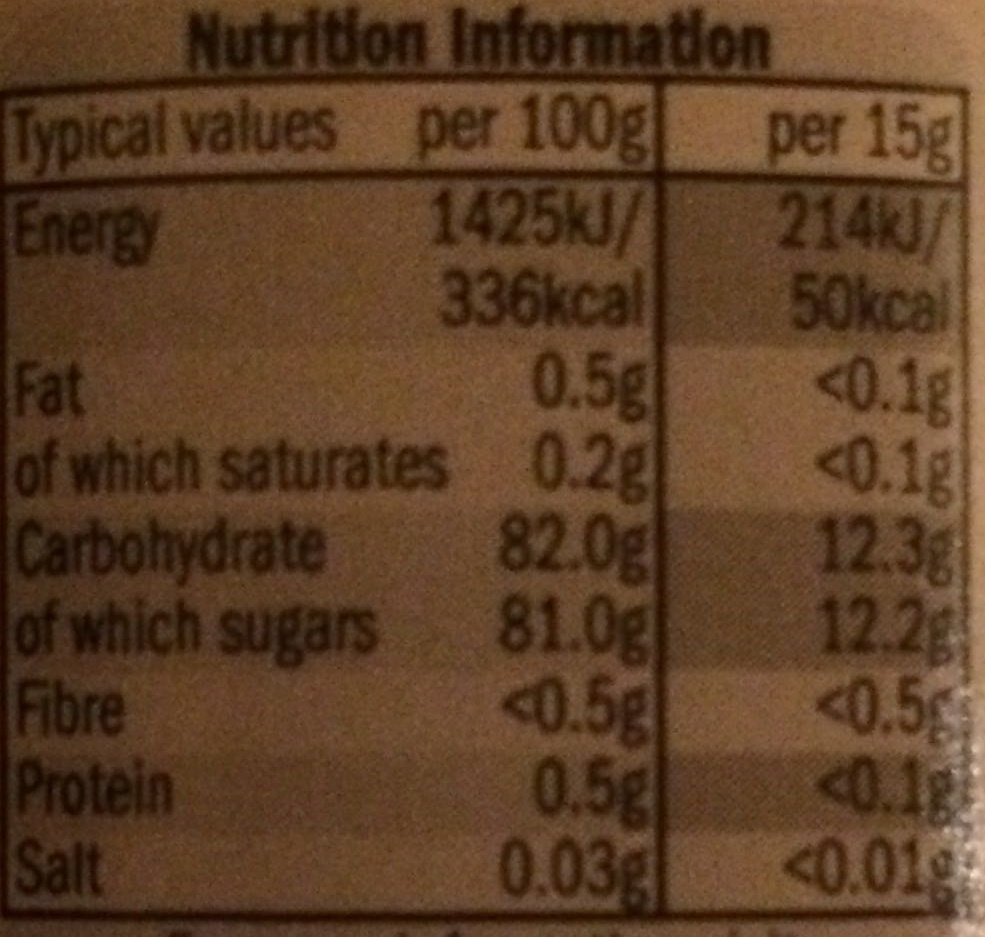 Nutrition Information
Typical values per 100g per 15g
Energy 1425kJ/ 214kJ/
336kcal 50kcal
Fat 0.5g <0.1g
of which saturates 0.2g <0.1g
Carbohydrate 82.0g 12.3g
of which sugars 81.0g 12.2g
Fibre <0.5g <0.5g
Protein 0.5g <0.1g
Salt 0.03g <0.01g